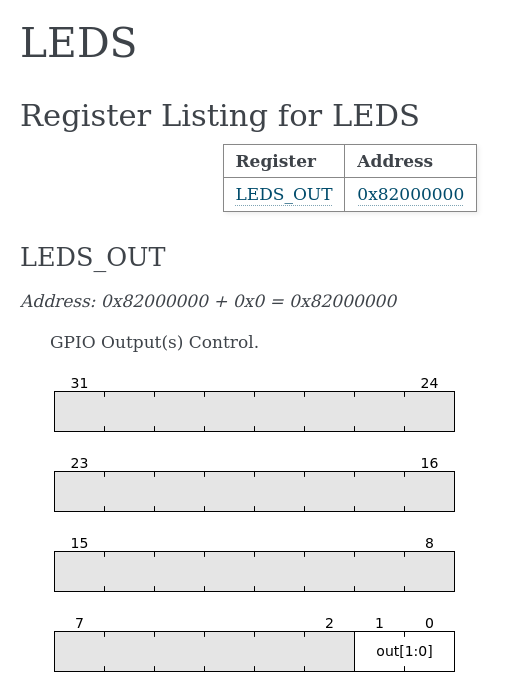 LEDS
Register Listing for LEDS
Register Address
LEDS_OUT 0x82000000
LEDS_OUT
Address: 0x82000000 + 0x0 = 0x82000000
GPIO Output(s) Control.
31 24
23 16
15 8
7 2 1 0
out[1:0]